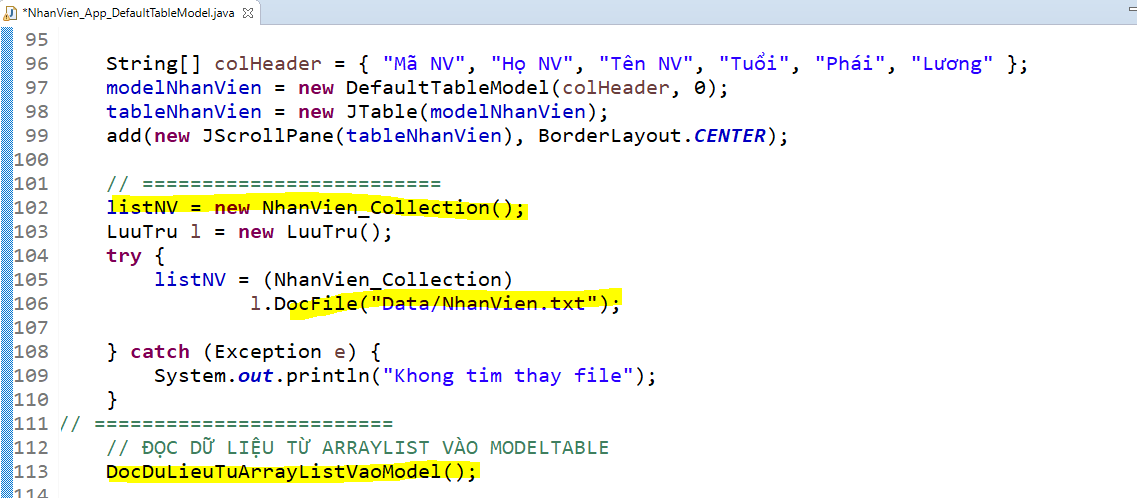 *NhanVien_App_DefaultTableModel.java
95
96 String[] colHeader = { "Mã NV", "Họ NV", "Tên NV", "Tuổi", "Phái", "Lương" };
97 modelNhanVien = new DefaultTableModel(colHeader, 0);
98 tableNhanVien = new JTable(modelNhanVien);
99 add(new JScrollPane(tableNhanVien), BorderLayout.CENTER);
100
101 // =========================
102 listNV = new NhanVien_Collection();
103 LuuTru l = new LuuTru();
104 try {
105 listNV = (NhanVien_Collection)
106 l.DocFile("Data/NhanVien.txt");
107
108 } catch (Exception e) {
109 System.out.println("Khong tim thay file");
110 }
111 // =========================
112 // ĐỌC DỮ LIỆU TỪ ARRAYLIST VÀO MODELTABLE
113 DocDuLieuTuArrayListVaoModel();
114